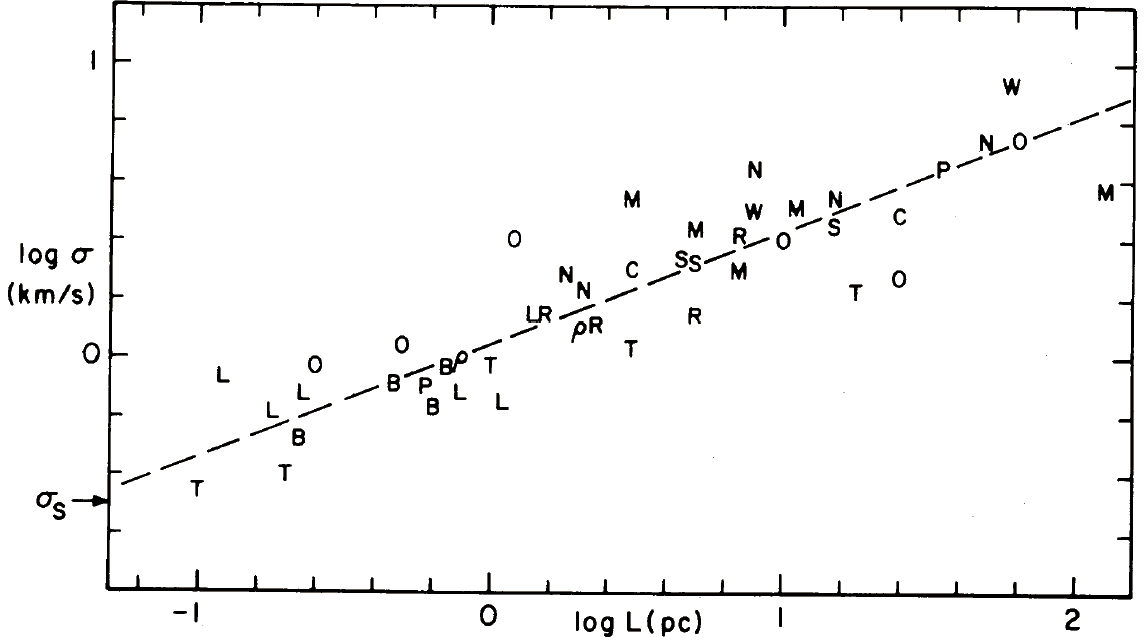 1
W
N O
P
N
M M
N
W M
M S C
O R O
S S
N C M
N T O
L R ρ R R
T
O
O B ρ T
L L P
L B L L
B
T
T
0
log σ
(km/s)
σS
-1 0 1 2
log L(pc)